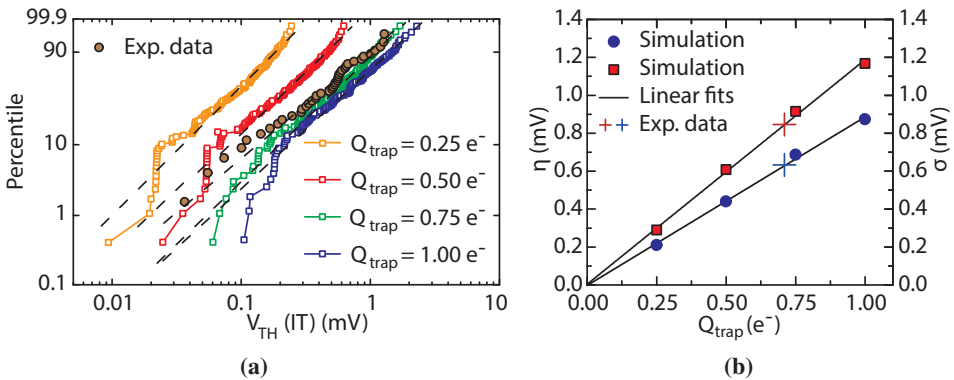 99.9
90
10
1
0.1
Percentile
Exp. data
Q_trap = 0.25 e⁻
Q_trap = 0.50 e⁻
Q_trap = 0.75 e⁻
Q_trap = 1.00 e⁻
0.01 0.1 1 10
V_TH (IT) (mV)
(a)
1.4
1.2
1.0
0.8
0.6
0.4
0.2
0.0
η (mV)
Simulation
Simulation
Linear fits
Exp. data
1.4
1.2
1.0
0.8
0.6
0.4
0.2
0.0
σ (mV)
0.00 0.25 0.50 0.75 1.00
Q_trap (e⁻)
(b)